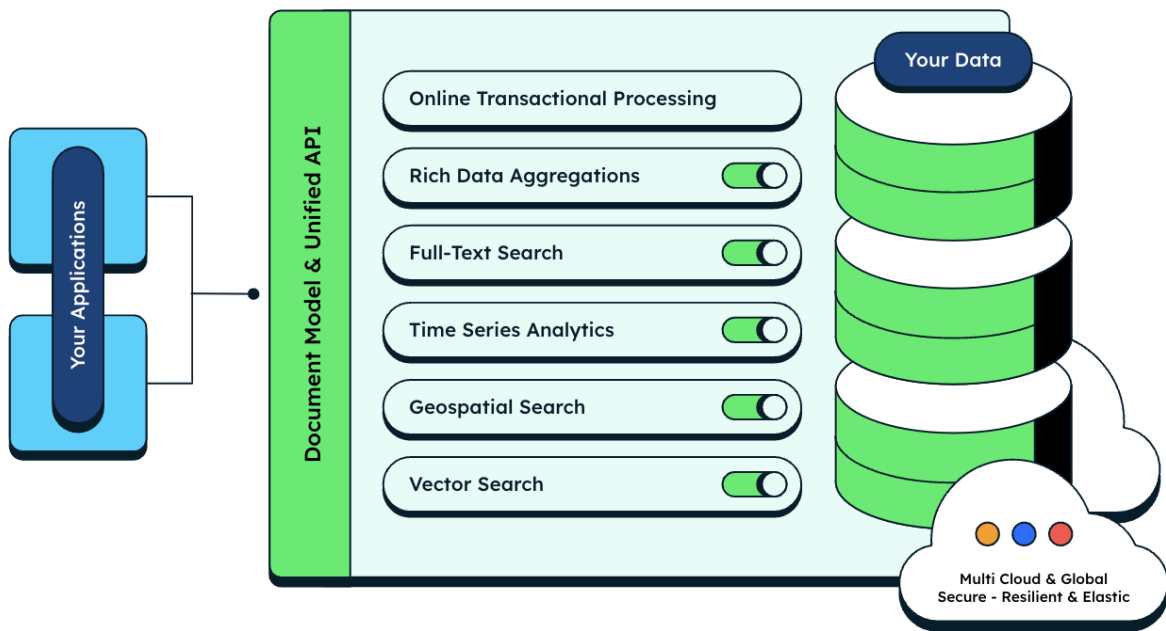 Your Applications
Document Model & Unified API
Online Transactional Processing
Rich Data Aggregations
Full-Text Search
Time Series Analytics
Geospatial Search
Vector Search
Your Data
Multi Cloud & Global
Secure - Resilient & Elastic